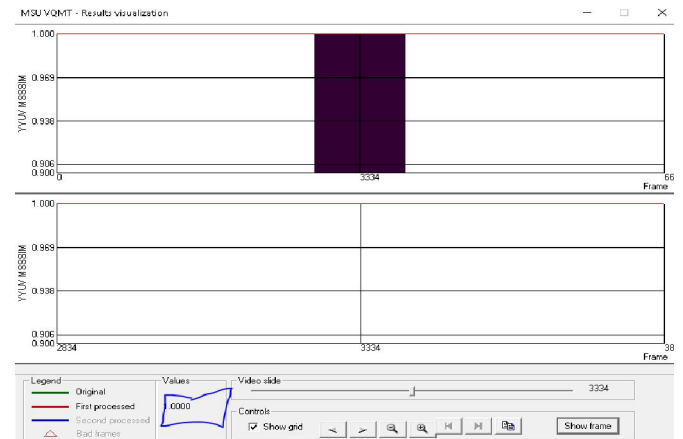 MSU VQMT - Results visualization
1.000
0.969
0.938
0.906
0.900
YYUV MSSSIM
0
3334
66
Frame
1.000
0.969
0.938
0.906
0.900
YYUV MSSSIM
2834
3334
38
Frame
Legend
Original
First processed
Second processed
Bad frames
Values
1.0000
Video slide
3334
Controls
Show grid
Show frame